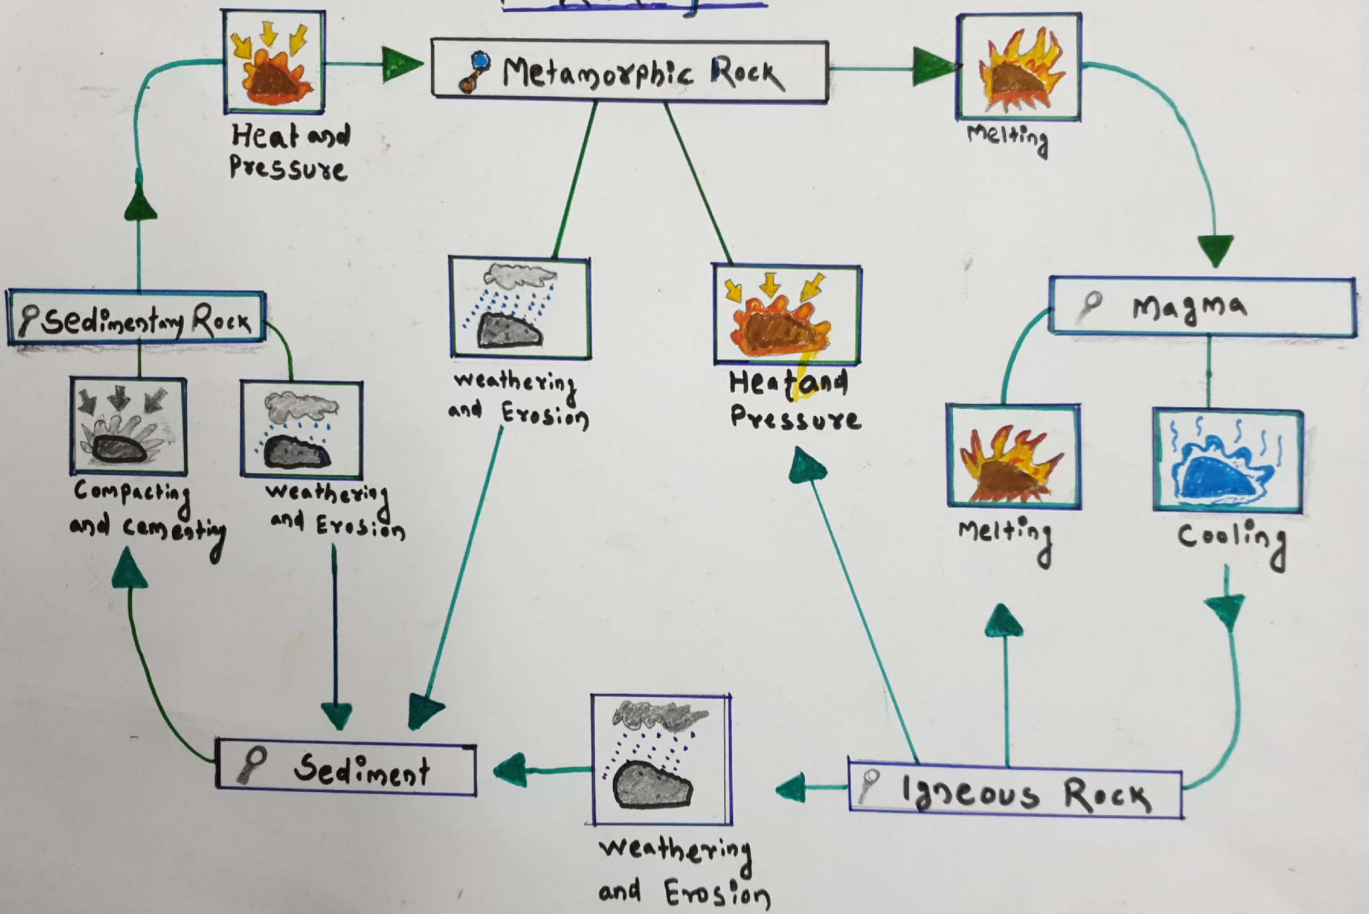 Metamorphic Rock
Heat and
Pressure
Melting
Sedimentary Rock
Magma
Weathering
and Erosion
Heat and
Pressure
Compacting
and Cementing
Weathering
and Erosion
Melting
Cooling
Sediment
Igneous Rock
Weathering
and Erosion